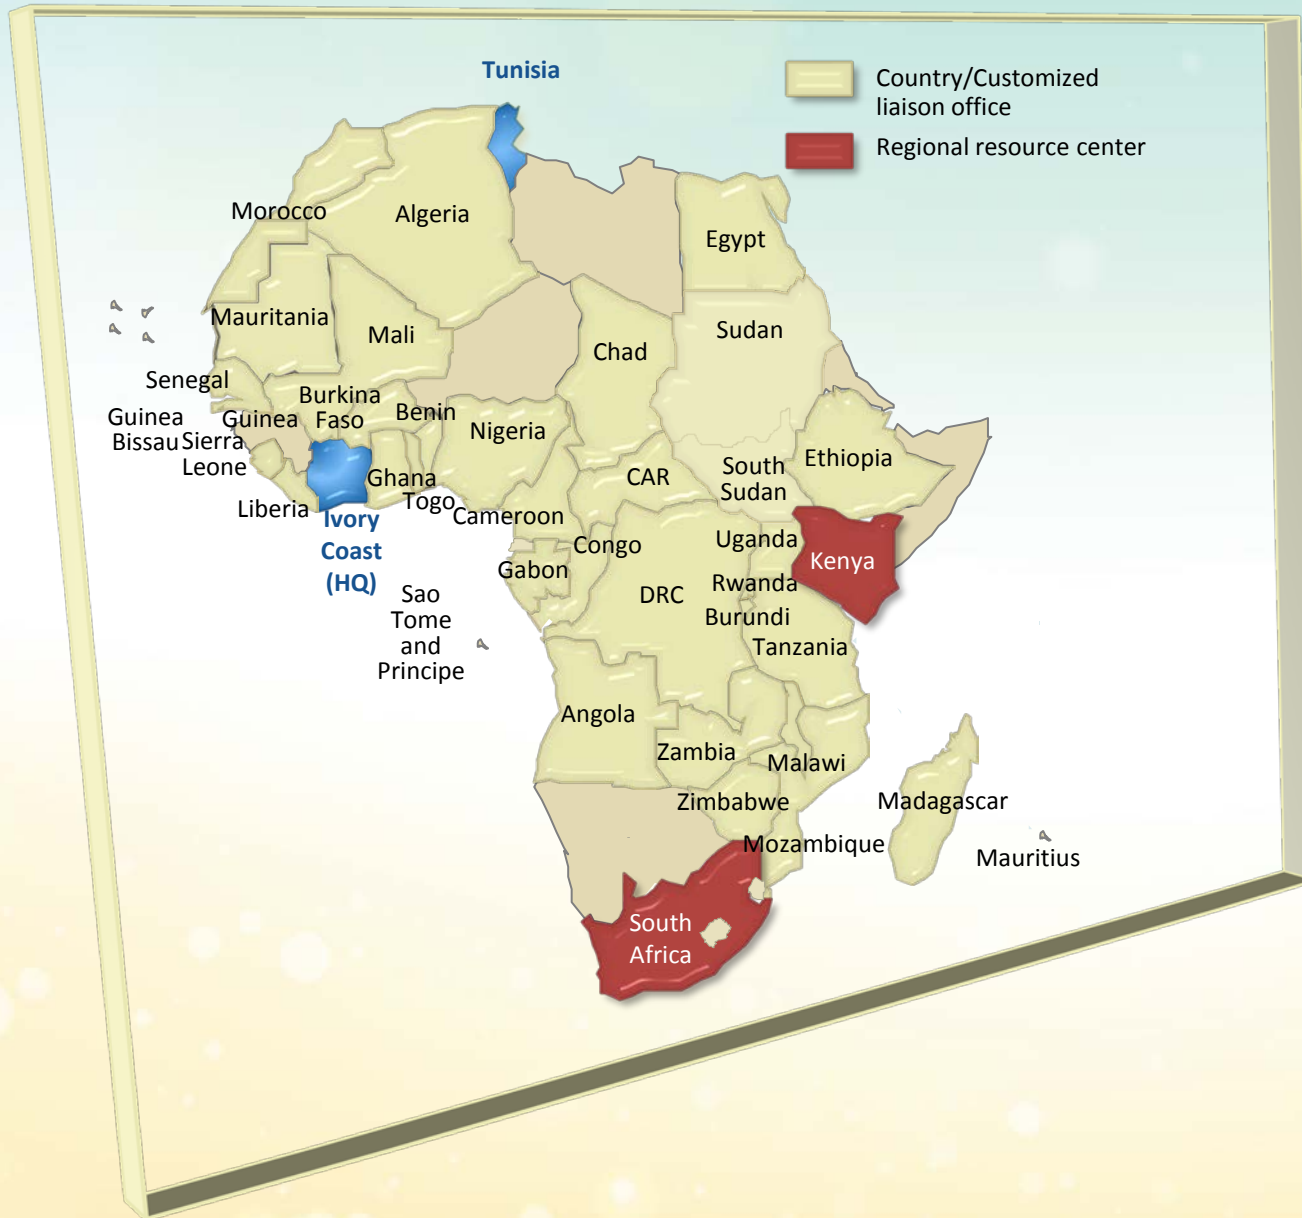 Tunisia
Country/Customized
liaison office
Regional resource center
Morocco
Algeria
Egypt
Mauritania
Mali
Chad
Sudan
Senegal
Burkina
Faso
Benin
Guinea
Bissau
Guinea
Sierra
Leone
Nigeria
Ethiopia
Ghana
Togo
CAR
South
Sudan
Liberia
Ivory
Coast
(HQ)
Cameroon
Congo
Uganda
Kenya
Gabon
DRC
Rwanda
Burundi
Sao
Tome
and
Principe
Tanzania
Angola
Zambia
Malawi
Zimbabwe
Madagascar
Mozambique
Mauritius
South
Africa